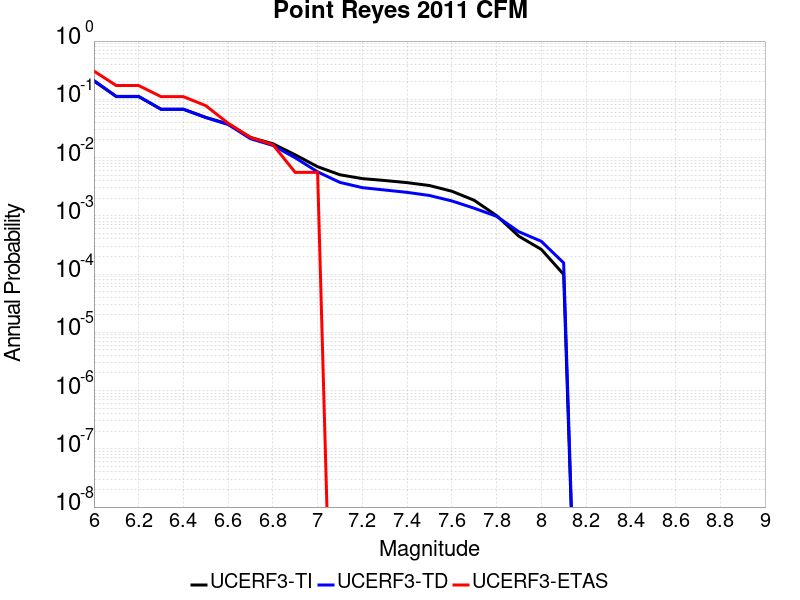 Point Reyes 2011 CFM
Annual Probability
10^0
10^-1
10^-2
10^-3
10^-4
10^-5
10^-6
10^-7
10^-8
6 6.2 6.4 6.6 6.8 7 7.2 7.4 7.6 7.8 8 8.2 8.4 8.6 8.8 9
Magnitude
UCERF3-TI UCERF3-TD UCERF3-ETAS